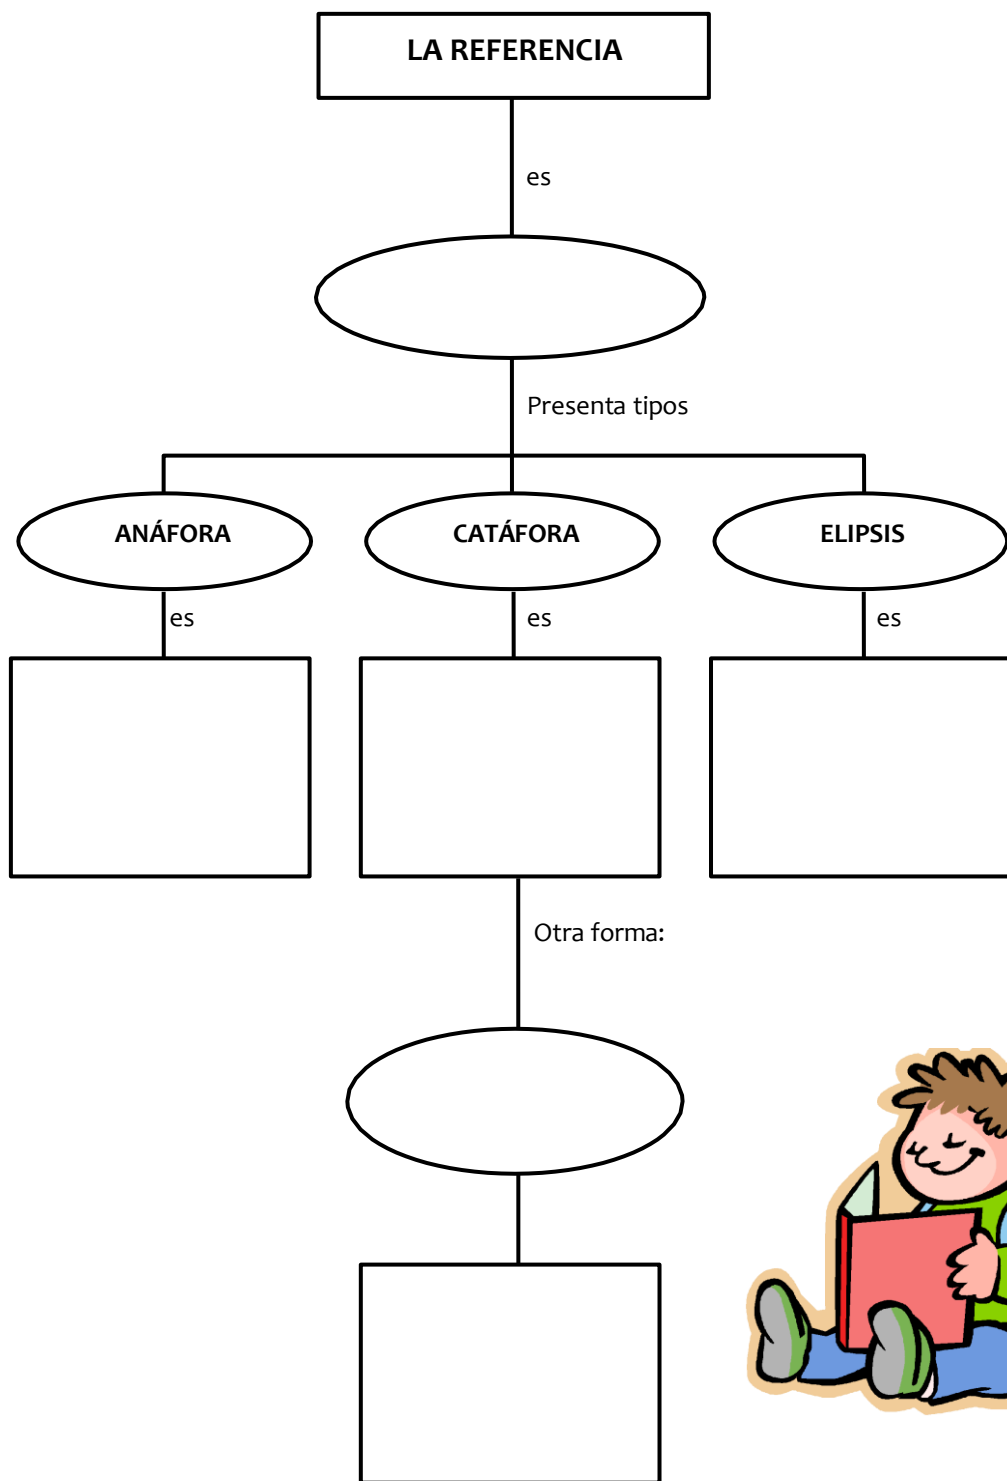 LA REFERENCIA
es
Presenta tipos
ANÁFORA
CATÁFORA
ELIPSIS
es
es
es
Otra forma: